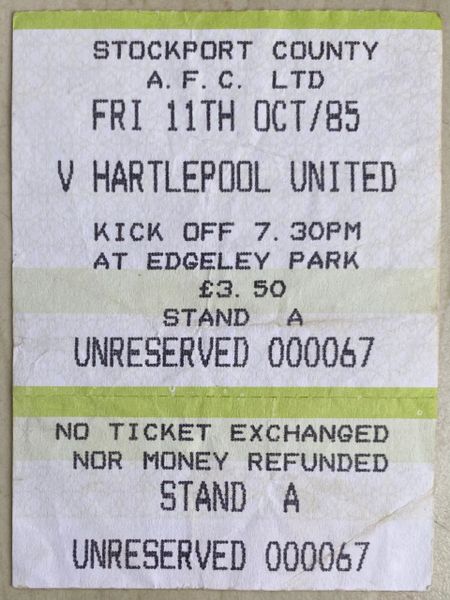 STOCKPORT COUNTY
A.F.C. LTD
FRI 11TH OCT/85
V HARTLEPOOL UNITED
KICK OFF 7.30PM
AT EDGELEY PARK
£3.50
STAND A
UNRESERVED 000067
NO TICKET EXCHANGED
NOR MONEY REFUNDED
STAND A
UNRESERVED 000067